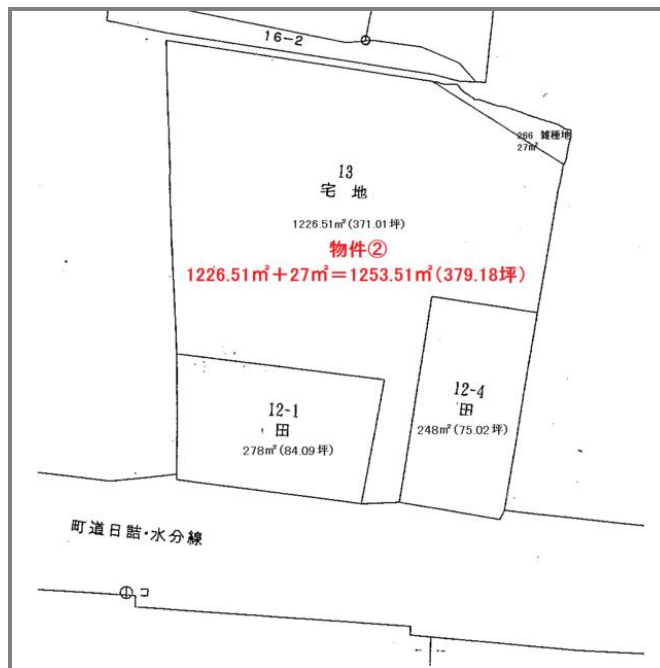 16-2
266 雑種地
27㎡
13
宅地
1226.51㎡(371.01坪)
物件②
1226.51㎡＋27㎡＝1253.51㎡(379.18坪)
12-4
田
248㎡(75.02坪)
12-1
田
278㎡(84.09坪)
町道日詰・水分線
コ